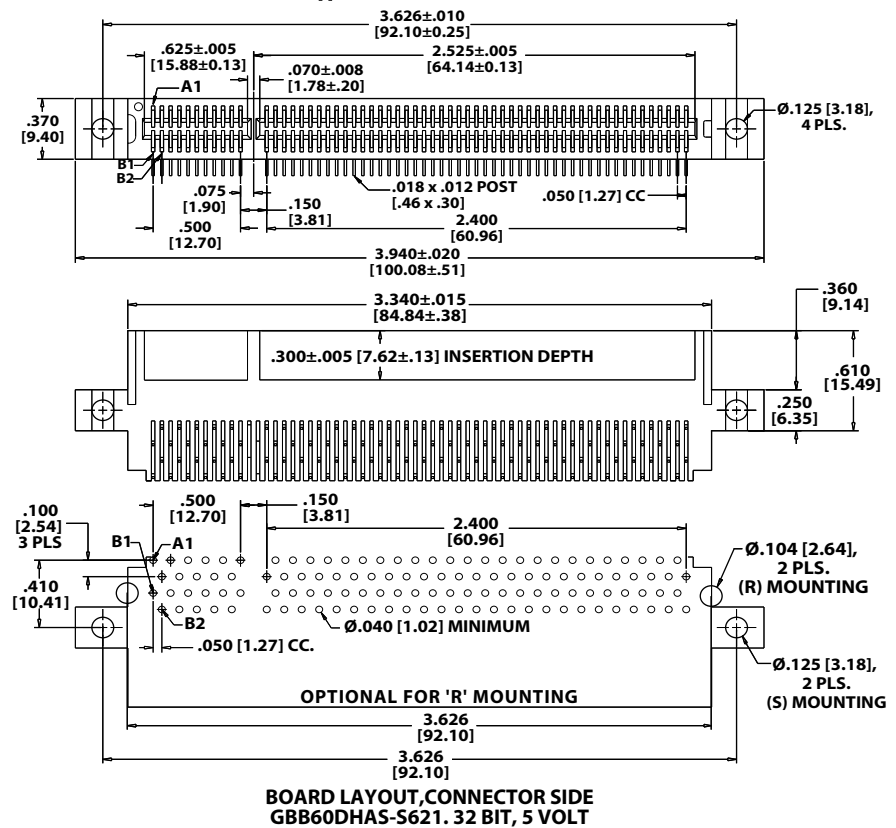 3.626±.010
[92.10±0.25]
.625±.005
[15.88±0.13]
2.525±.005
[64.14±0.13]
.070±.008
[1.78±.20]
A1
.370
[9.40]
Ø.125 [3.18],
4 PLS.
B1
B2
.075
[1.90]
.018 x .012 POST
[.46 x .30]
.050 [1.27] CC
.150
[3.81]
.500
[12.70]
2.400
[60.96]
3.940±.020
[100.08±.51]
3.340±.015
[84.84±.38]
.360
[9.14]
.300±.005 [7.62±.13] INSERTION DEPTH
.610
[15.49]
.250
[6.35]
.100
[2.54]
3 PLS
.500
[12.70]
.150
[3.81]
2.400
[60.96]
B1
A1
Ø.104 [2.64],
2 PLS.
(R) MOUNTING
.410
[10.41]
B2
Ø.040 [1.02] MINIMUM
.050 [1.27] CC.
Ø.125 [3.18],
2 PLS.
(S) MOUNTING
OPTIONAL FOR 'R' MOUNTING
3.626
[92.10]
3.626
[92.10]
BOARD LAYOUT,CONNECTOR SIDE
GBB60DHAS-S621. 32 BIT, 5 VOLT